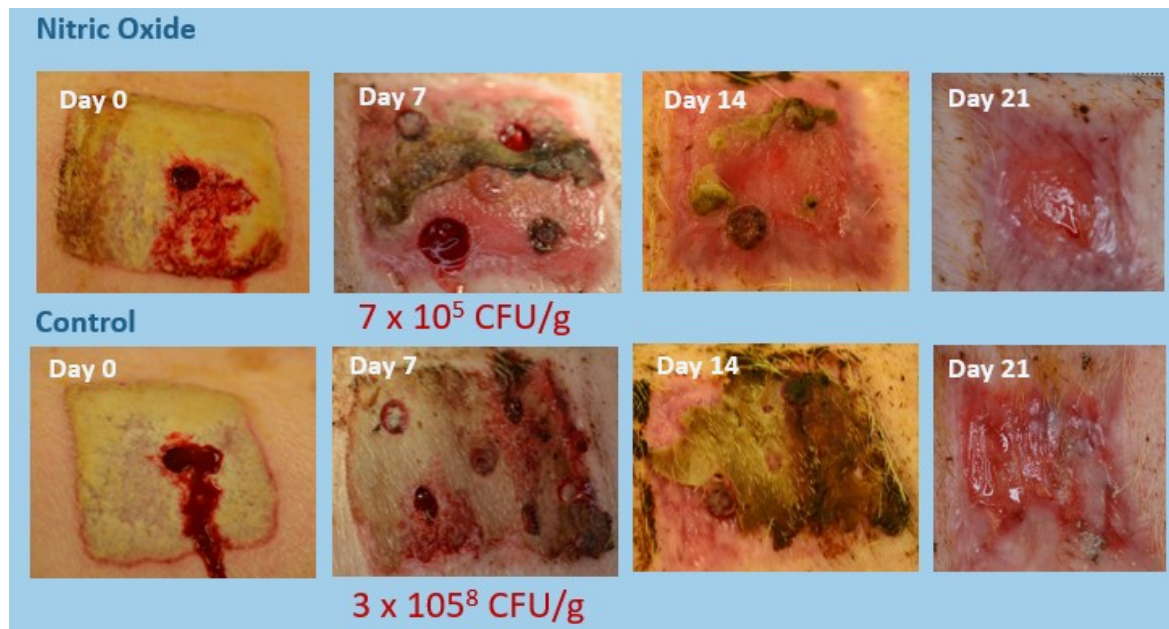 Nitric Oxide
Day 0 Day 7 Day 14 Day 21
7 x 10⁵ CFU/g
Control
Day 0 Day 7 Day 14 Day 21
3 x 105⁸ CFU/g